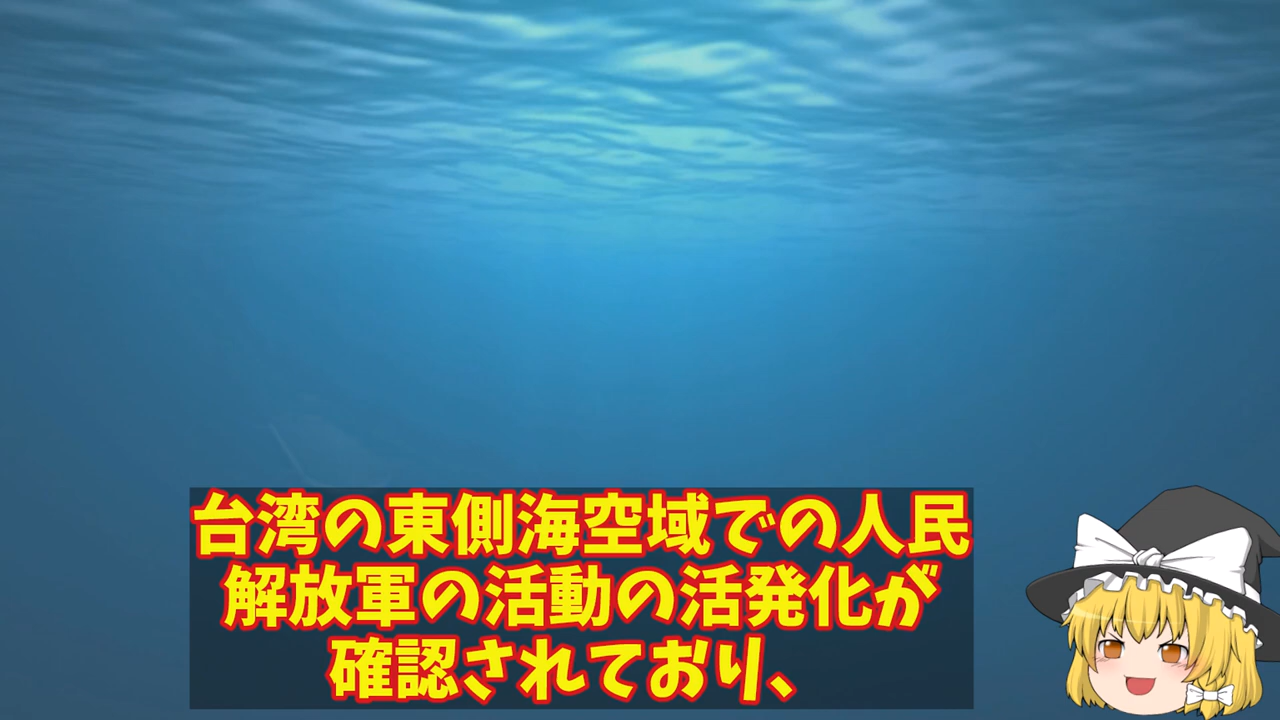 台湾の東側海空域での人民
解放軍の活動の活発化が
確認されており、